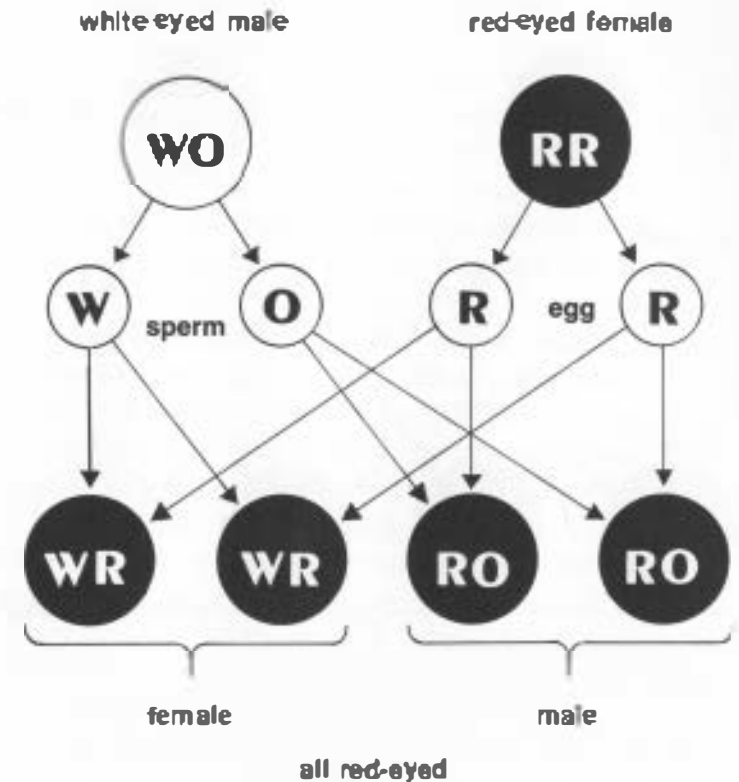 white-eyed male
red-eyed female
WO
RR
W
sperm
O
R
egg
R
WR
WR
RO
RO
female
male
all red-eyed